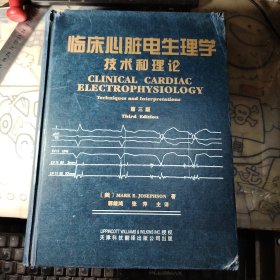 临床心脏电生理学
技术和理论
CLINICAL CARDIAC
ELECTROPHYSIOLOGY
Techniques and Interpretations
第三版
Third Edition
[美] MARK E. JOSEPHSON 著
郭继鸿 张萍 主译
LIPPINCOTT WILLIAMS & WILKINS INC.授权
天津科技翻译出版公司出版